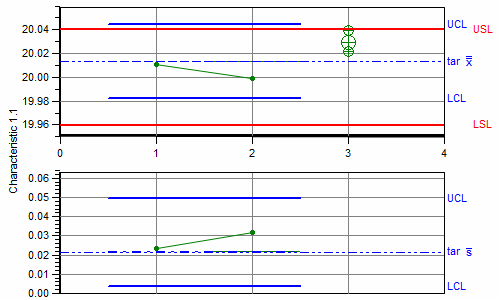 20.04
20.02
20.00
19.98
19.96
UCL
USL
tar x̿
LCL
LSL
0 1 2 3 4
Characteristic 1.1
0.06
0.05
0.04
0.03
0.02
0.01
0.00
UCL
tar s̅
LCL